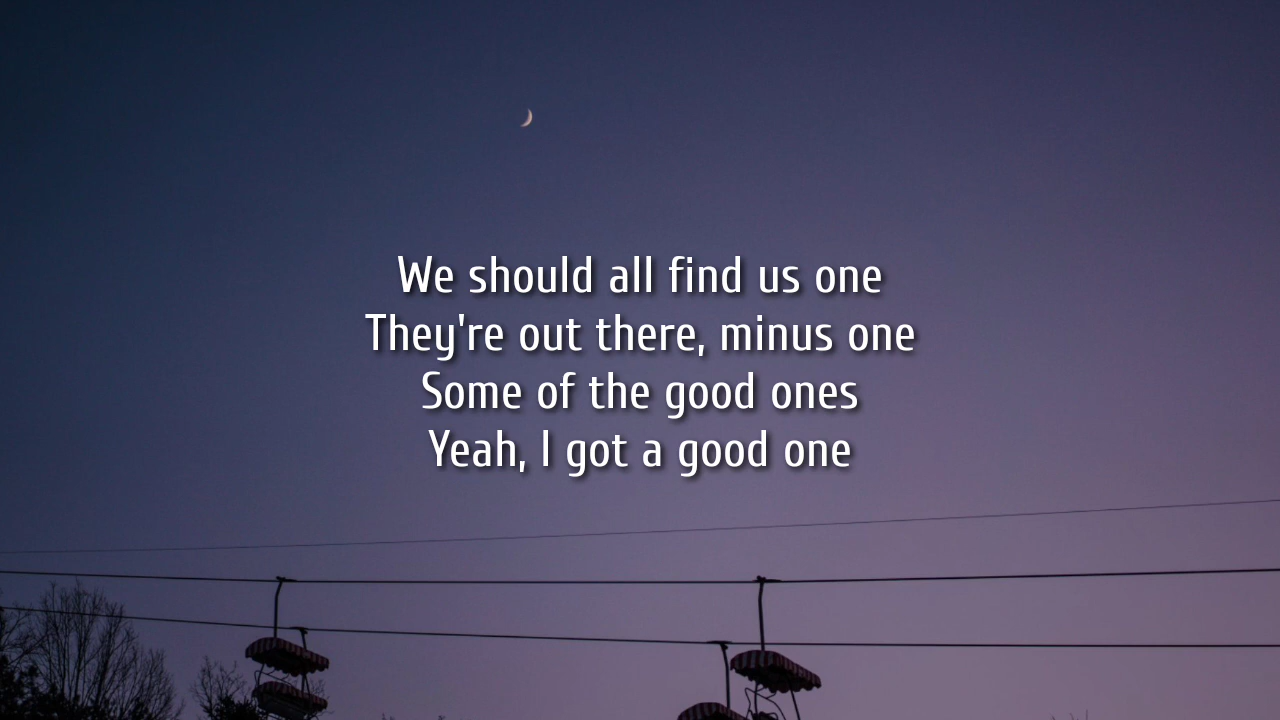 We should all find us one
They're out there, minus one
Some of the good ones
Yeah, I got a good one